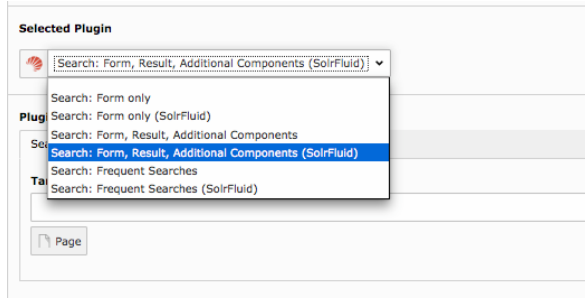 Selected Plugin
Search: Form, Result, Additional Components (SolrFluid)
Search: Form only
Search: Form only (SolrFluid)
Search: Form, Result, Additional Components
Search: Form, Result, Additional Components (SolrFluid)
Search: Frequent Searches
Search: Frequent Searches (SolrFluid)
Page